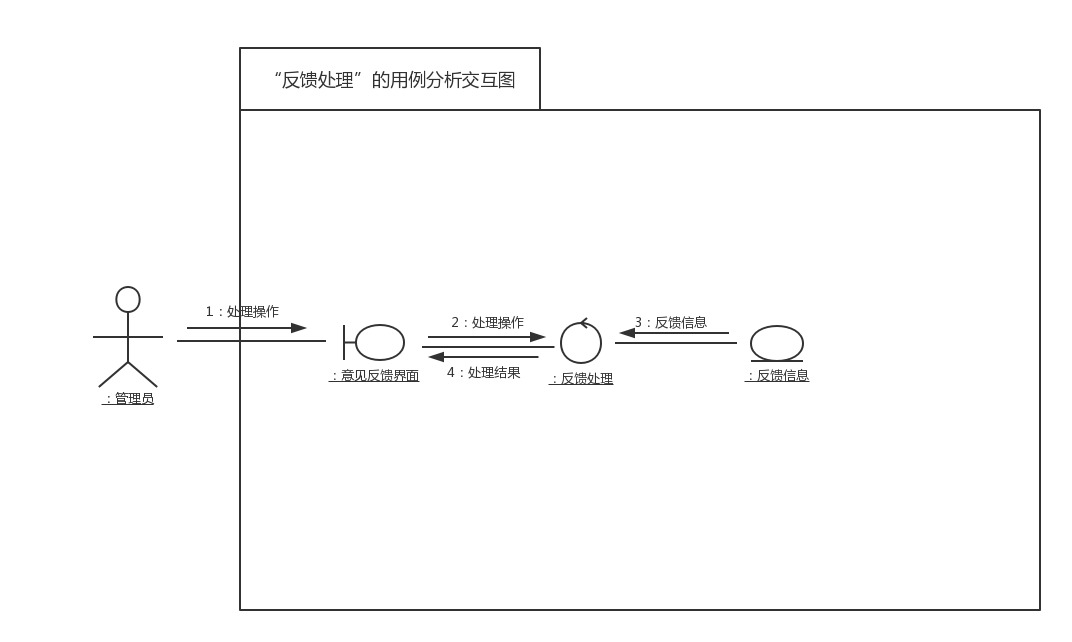 “反馈处理”的用例分析交互图
1：处理操作
2：处理操作
3：反馈信息
4：处理结果
：意见反馈界面
：反馈处理
：反馈信息
：管理员